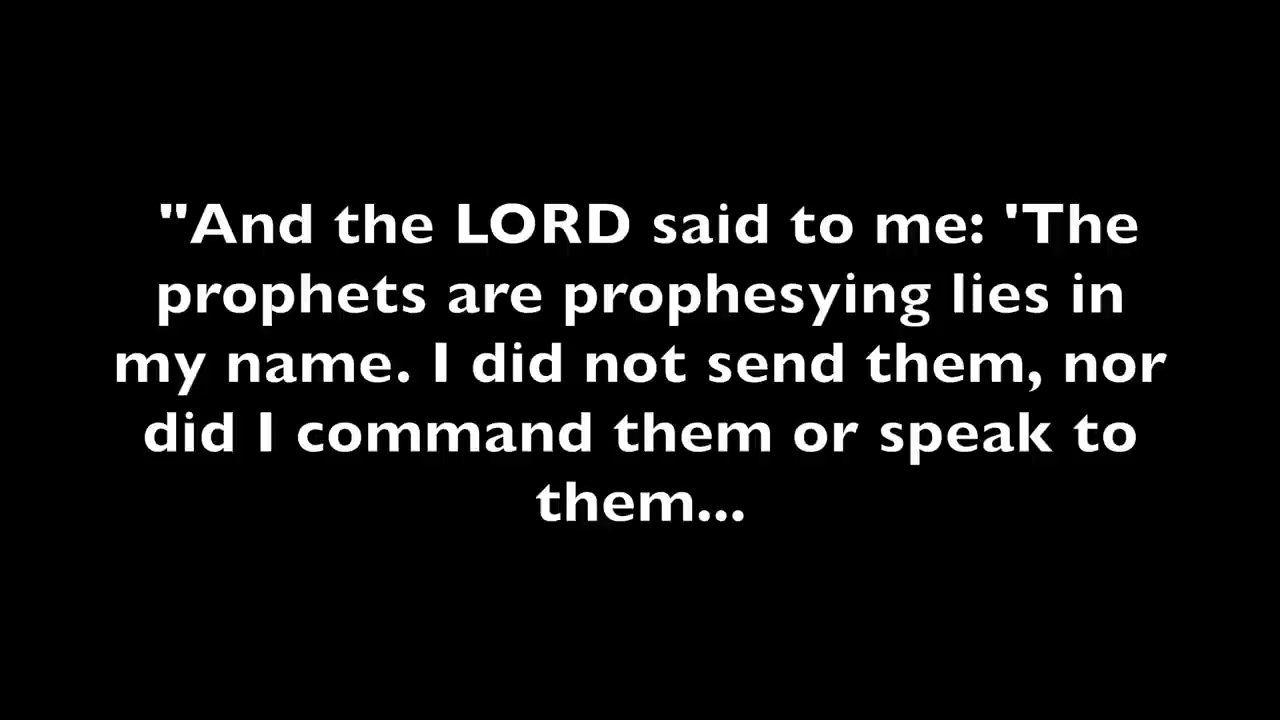 "And the LORD said to me: 'The
prophets are prophesying lies in
my name. I did not send them, nor
did I command them or speak to
them...